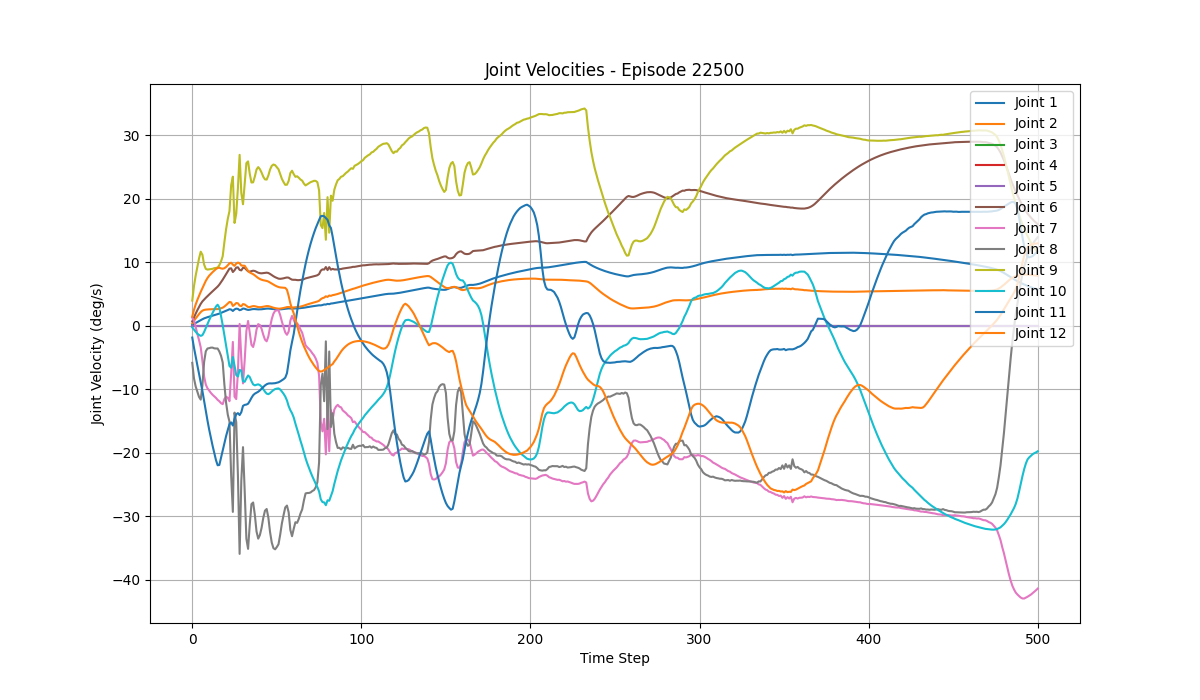 Joint Velocities - Episode 22500
Joint Velocity (deg/s)
30
20
10
0
−10
−20
−30
−40
Joint 1
Joint 2
Joint 3
Joint 4
Joint 5
Joint 6
Joint 7
Joint 8
Joint 9
Joint 10
Joint 11
Joint 12
0 100 200 300 400 500
Time Step